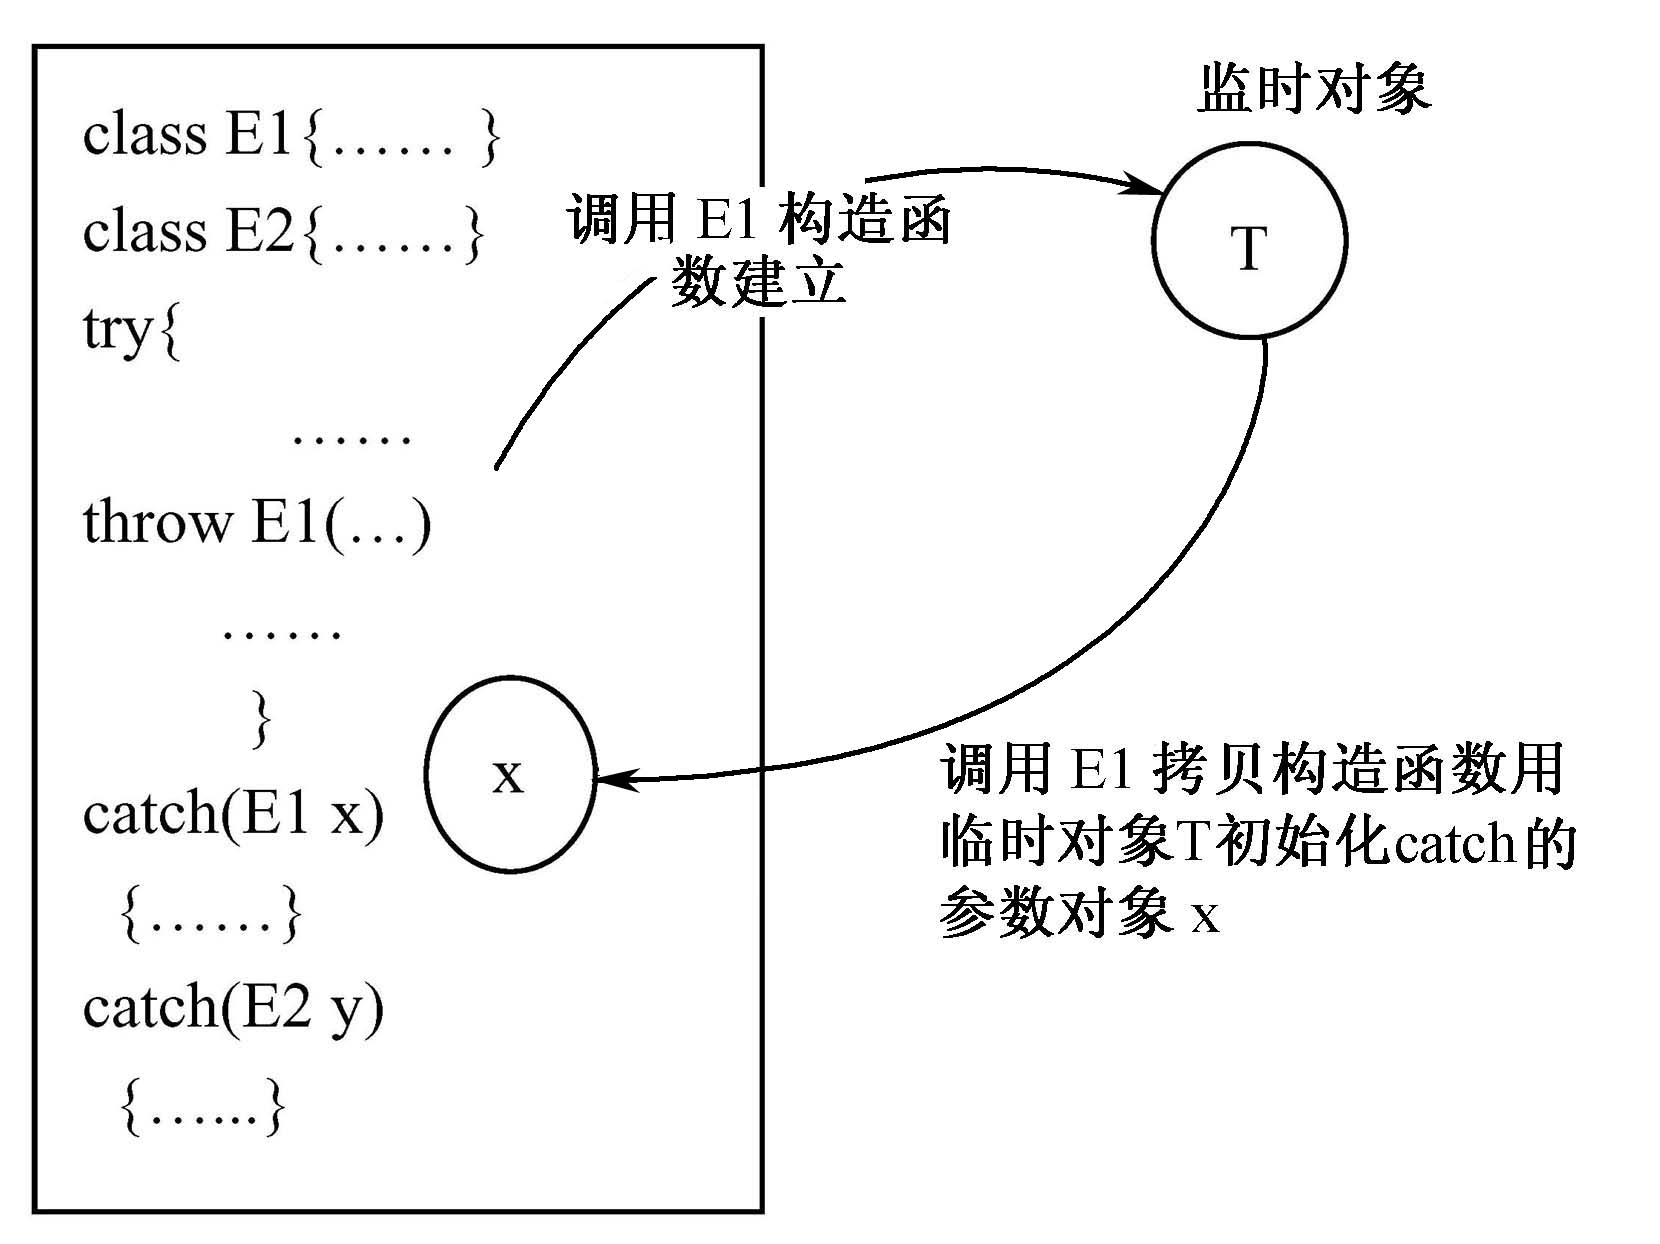 class E1{…… }
class E2{……}
try{
……
throw E1(…)
……
}
catch(E1 x)
{……}
catch(E2 y)
{…...}
调用 E1 构造函
数建立
监时对象
T
x
调用 E1 拷贝构造函数用
临时对象T初始化catch的
参数对象 x